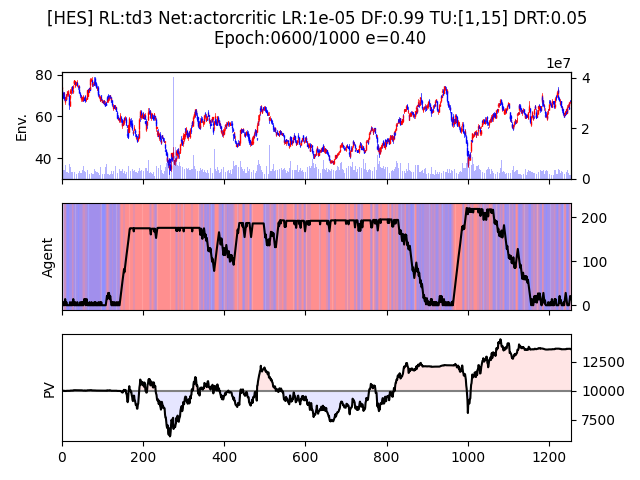 [HES] RL:td3 Net:actorcritic LR:1e-05 DF:0.99 TU:[1,15] DRT:0.05
Epoch:0600/1000 e=0.40
1e7
80
60
40
Env.
4
2
0
Agent
200
100
0
PV
12500
10000
7500
0 200 400 600 800 1000 1200